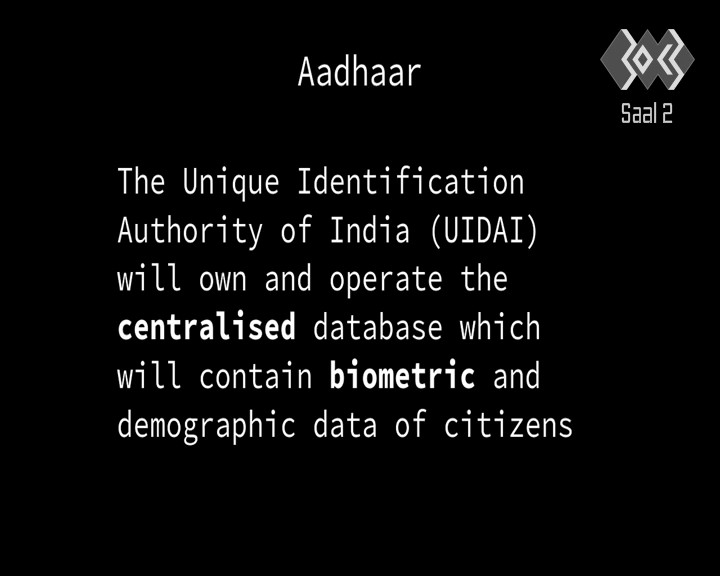 Aadhaar
Saal 2
The Unique Identification
Authority of India (UIDAI)
will own and operate the
centralised database which
will contain biometric and
demographic data of citizens